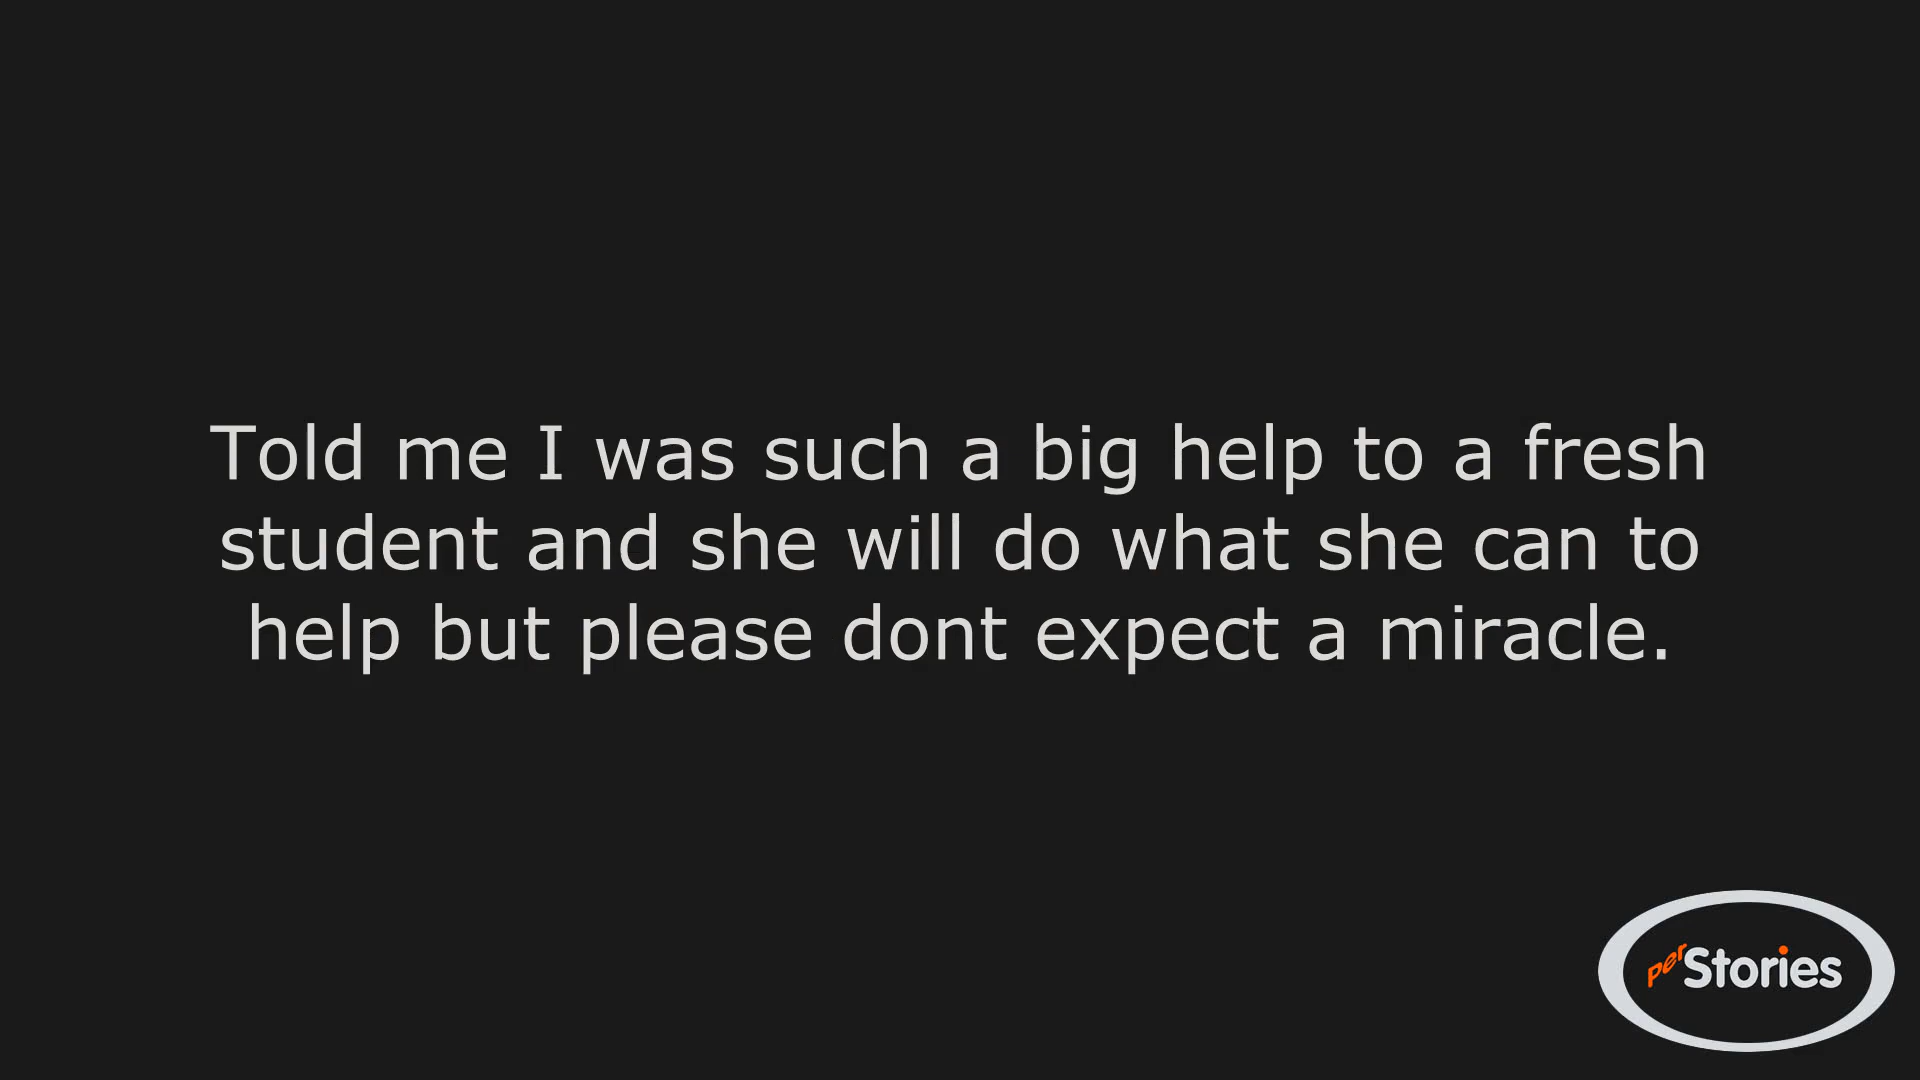 Told me I was such a big help to a fresh
student and she will do what she can to
help but please dont expect a miracle.
perStories